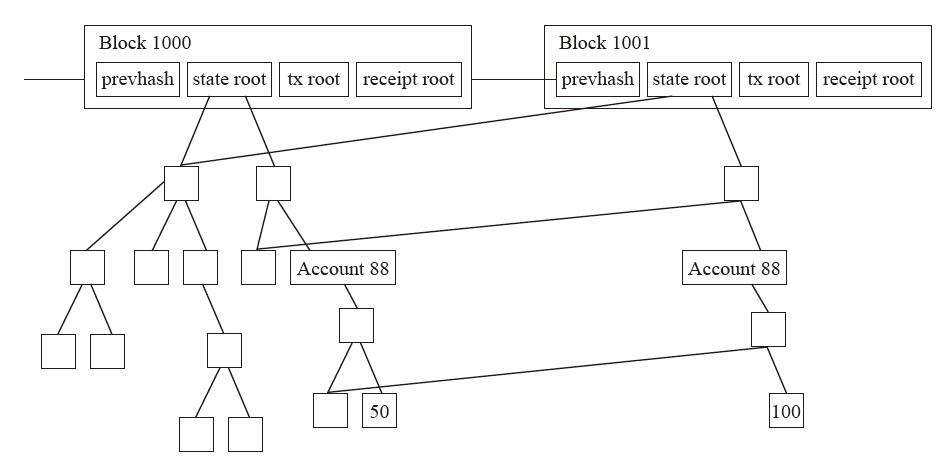 Block 1000
prevhash state root tx root receipt root
Block 1001
prevhash state root tx root receipt root
Account 88
Account 88
50
100